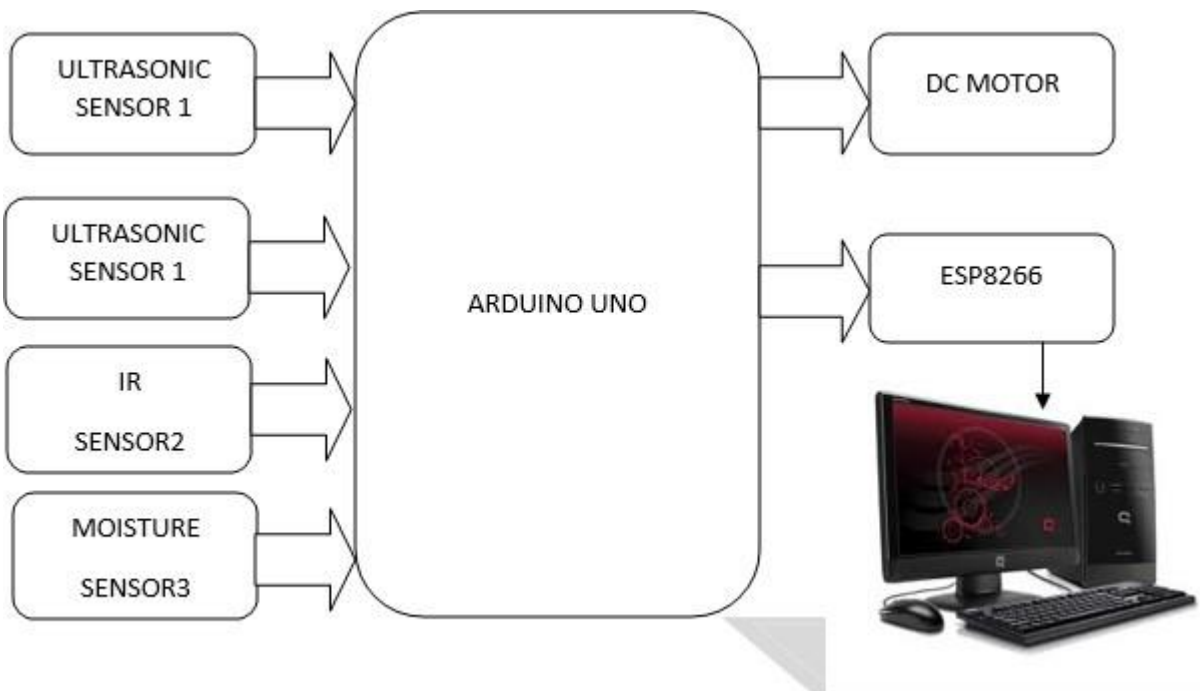 ULTRASONIC
SENSOR 1
ULTRASONIC
SENSOR 1
IR
SENSOR2
MOISTURE
SENSOR3
ARDUINO UNO
DC MOTOR
ESP8266